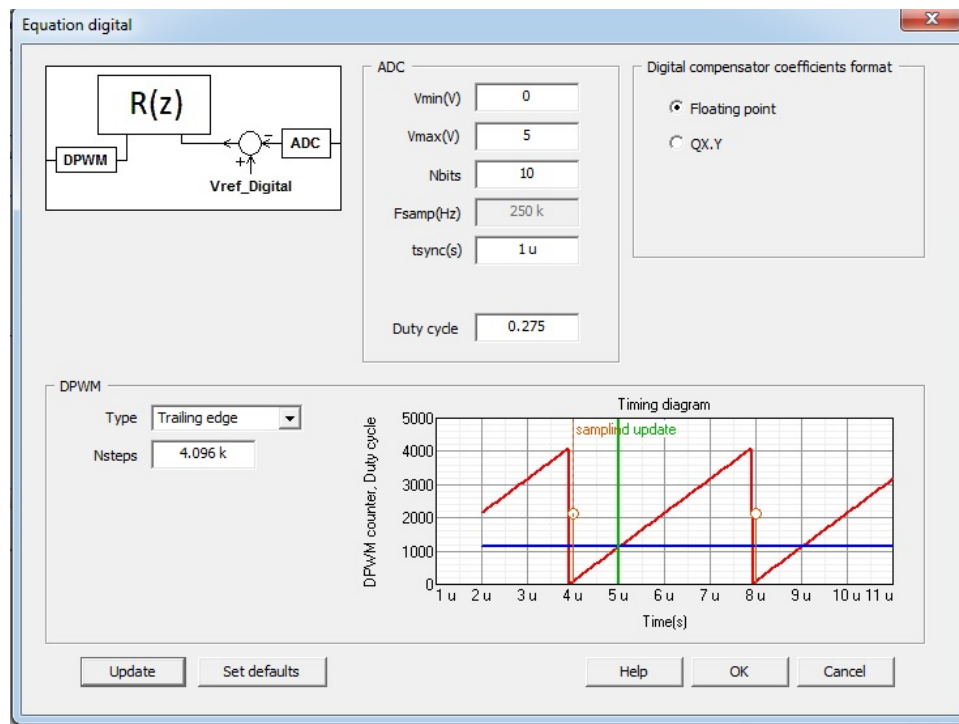 Equation digital
x
R(z)
DPWM
ADC
Vref_Digital
ADC
Vmin(V) 0
Vmax(V) 5
Nbits 10
Fsamp(Hz) 250 k
tsync(s) 1 u
Duty cycle 0.275
Digital compensator coefficients format
Floating point
QX.Y
DPWM
Type Trailing edge
Nsteps 4.096 k
Timing diagram
DPWM counter, Duty cycle
5000
4000
3000
2000
1000
0
samplind update
1 u 2 u 3 u 4 u 5 u 6 u 7 u 8 u 9 u 10 u 11 u
Time(s)
Update Set defaults Help OK Cancel